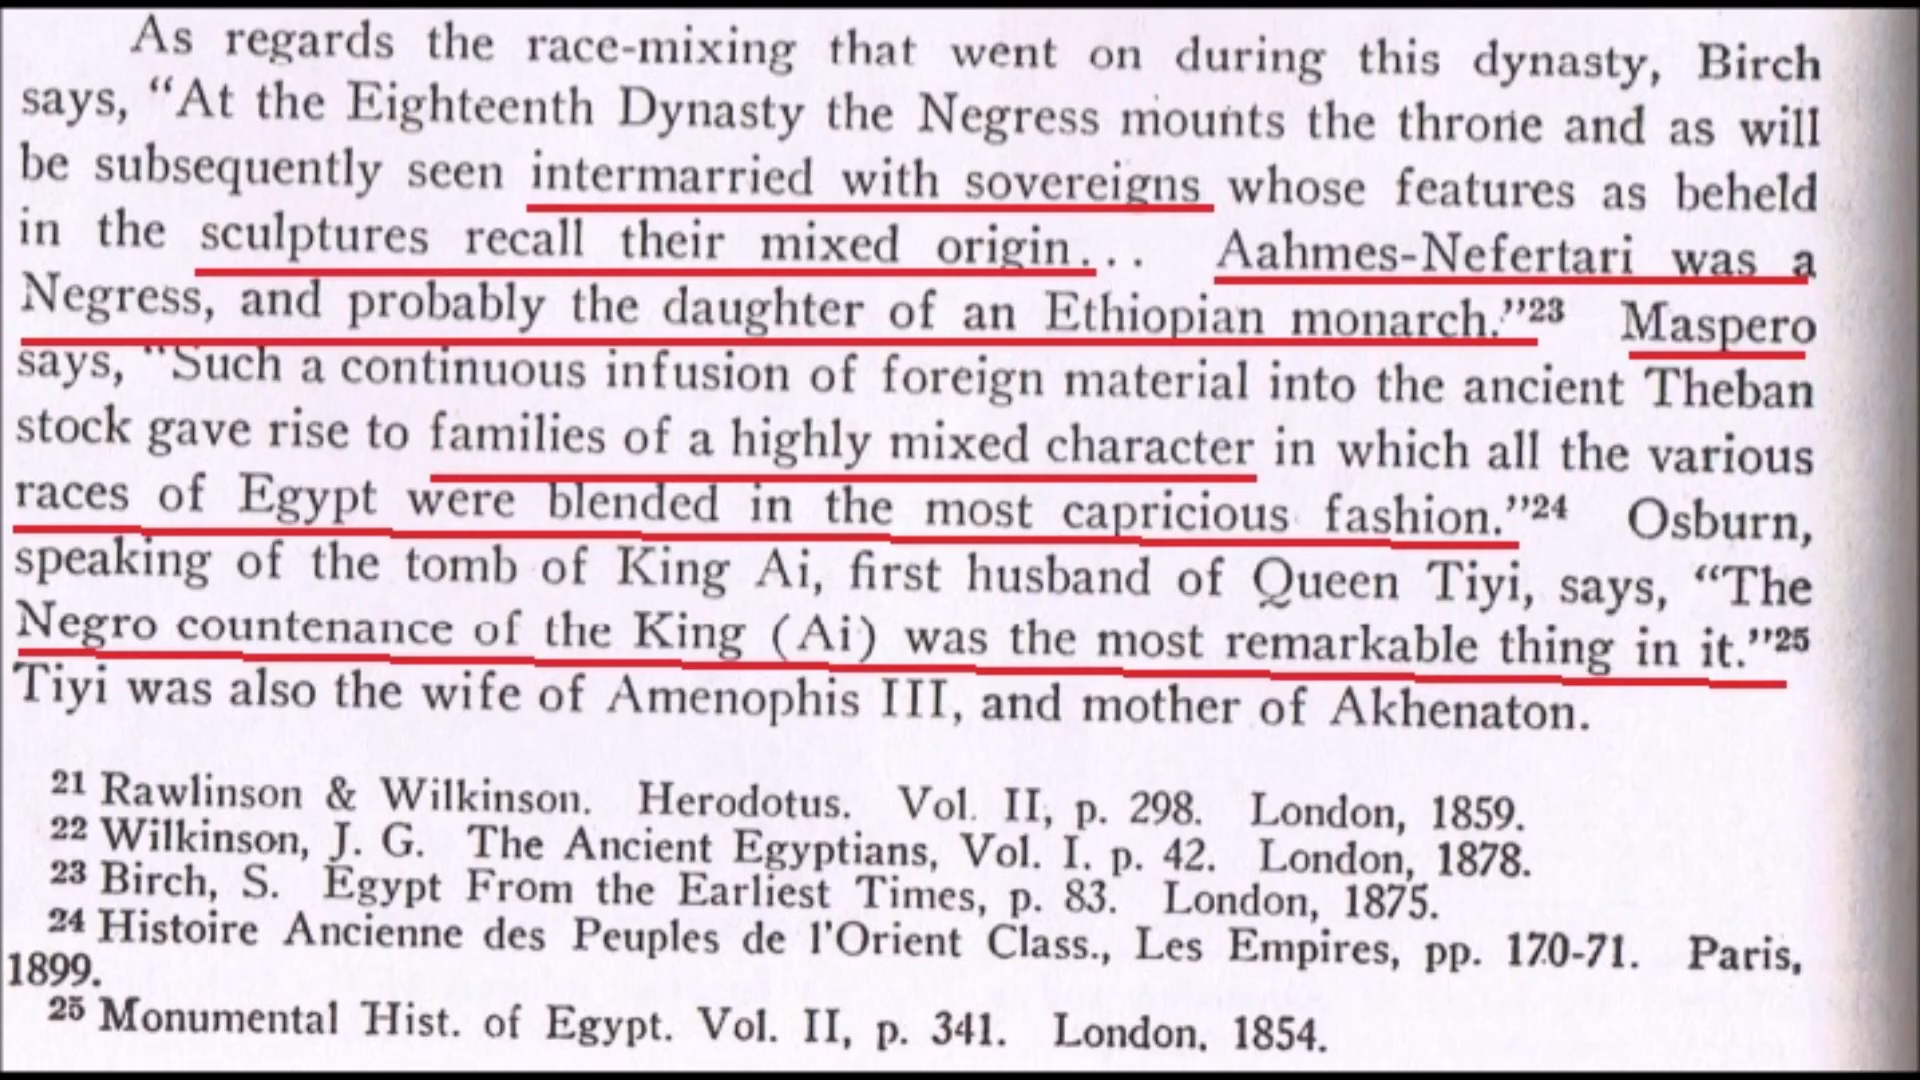 As regards the race-mixing that went on during this dynasty, Birch
says, “At the Eighteenth Dynasty the Negress mounts the throne and as will
be subsequently seen intermarried with sovereigns whose features as beheld
in the sculptures recall their mixed origin... Aahmes-Nefertari was a
Negress, and probably the daughter of an Ethiopian monarch.”23 Maspero
says, “Such a continuous infusion of foreign material into the ancient Theban
stock gave rise to families of a highly mixed character in which all the various
races of Egypt were blended in the most capricious fashion.”24 Osburn,
speaking of the tomb of King Ai, first husband of Queen Tiyi, says, “The
Negro countenance of the King (Ai) was the most remarkable thing in it.”25
Tiyi was also the wife of Amenophis III, and mother of Akhenaton.
21 Rawlinson & Wilkinson. Herodotus. Vol. II, p. 298. London, 1859.
22 Wilkinson, J. G. The Ancient Egyptians, Vol. I. p. 42. London, 1878.
23 Birch, S. Egypt From the Earliest Times, p. 83. London, 1875.
24 Histoire Ancienne des Peuples de l'Orient Class., Les Empires, pp. 170-71. Paris,
1899.
25 Monumental Hist. of Egypt. Vol. II, p. 341. London. 1854.